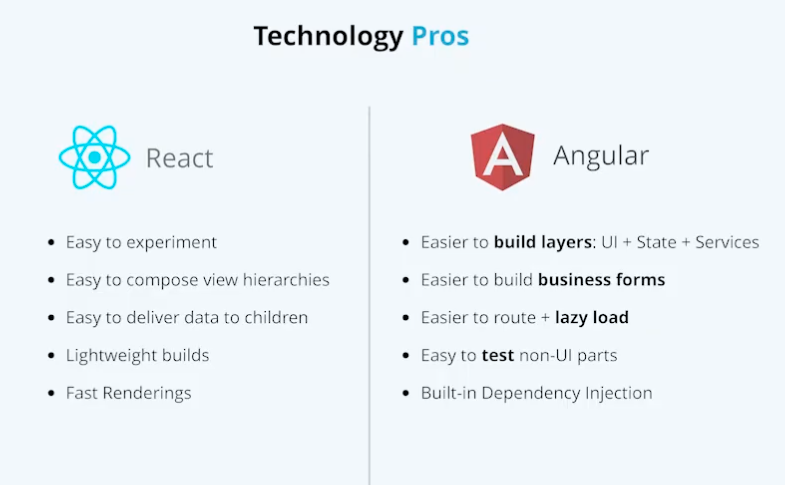 Technology Pros
React
• Easy to experiment
• Easy to compose view hierarchies
• Easy to deliver data to children
• Lightweight builds
• Fast Renderings
A
Angular
• Easier to build layers: UI + State + Services
• Easier to build business forms
• Easier to route + lazy load
• Easy to test non-UI parts
• Built-in Dependency Injection